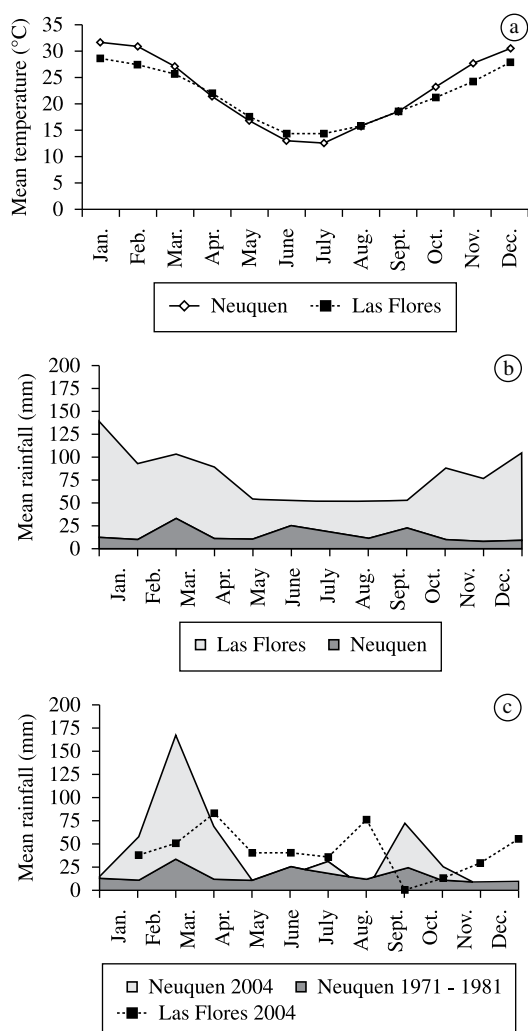 a
Mean temperature (°C)
35
30
25
20
15
10
5
0
Jan. Feb. Mar. Apr. May June July Aug. Sept. Oct. Nov. Dec.
Neuquen Las Flores
b
Mean rainfall (mm)
200
175
150
125
100
75
50
25
0
Jan. Feb. Mar. Apr. May June July Aug. Sept. Oct. Nov. Dec.
Las Flores Neuquen
c
Mean rainfall (mm)
200
175
150
125
100
75
50
25
0
Jan. Feb. Mar. Apr. May June July Aug. Sept. Oct. Nov. Dec.
Neuquen 2004 Neuquen 1971 - 1981
Las Flores 2004